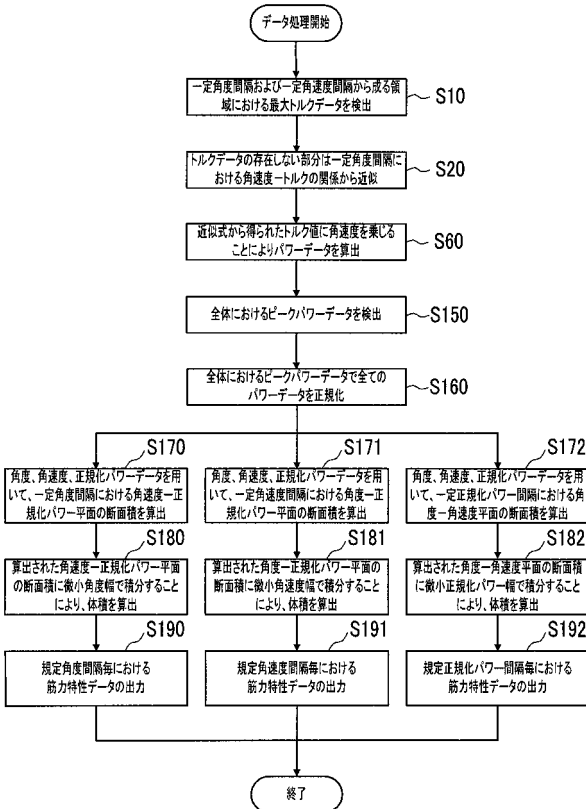 データ処理開始
一定角度間隔および一定角速度間隔から成る領
域における最大トルクデータを検出
S10
トルクデータの存在しない部分は一定角度間隔に
おける角速度ートルクの関係から近似
S20
近似式から得られたトルク値に角速度を乗じる
ことによりパワーデータを算出
S60
全体におけるピークパワーデータを検出
S150
全体におけるピークパワーデータで全ての
パワーデータを正規化
S160
S170
角度、角速度、正規化パワーデータを用
いて、一定角度間隔における角速度ー正
規化パワー平面の断面積を算出
S171
角度、角速度、正規化パワーデータを用
いて、一定角速度間隔における角度ー正
規化パワー平面の断面積を算出
S172
角度、角速度、正規化パワーデータを用
いて、一定正規化パワー間隔における角
度ー角速度平面の断面積を算出
S180
算出された角速度ー正規化パワー平面
の断面積に微小角度幅で積分すること
により、体積を算出
S181
算出された角度ー正規化パワー平面の
断面積に微小角速度幅で積分するこ
とにより、体積を算出
S182
算出された角度ー角速度平面の断面積
に微小正規化パワー幅で積分するこ
とにより、体積を算出
S190
規定角度間隔毎における
筋力特性データの出力
S191
規定角速度間隔毎における
筋力特性データの出力
S192
規定正規化パワー間隔毎における
筋力特性データの出力
終了